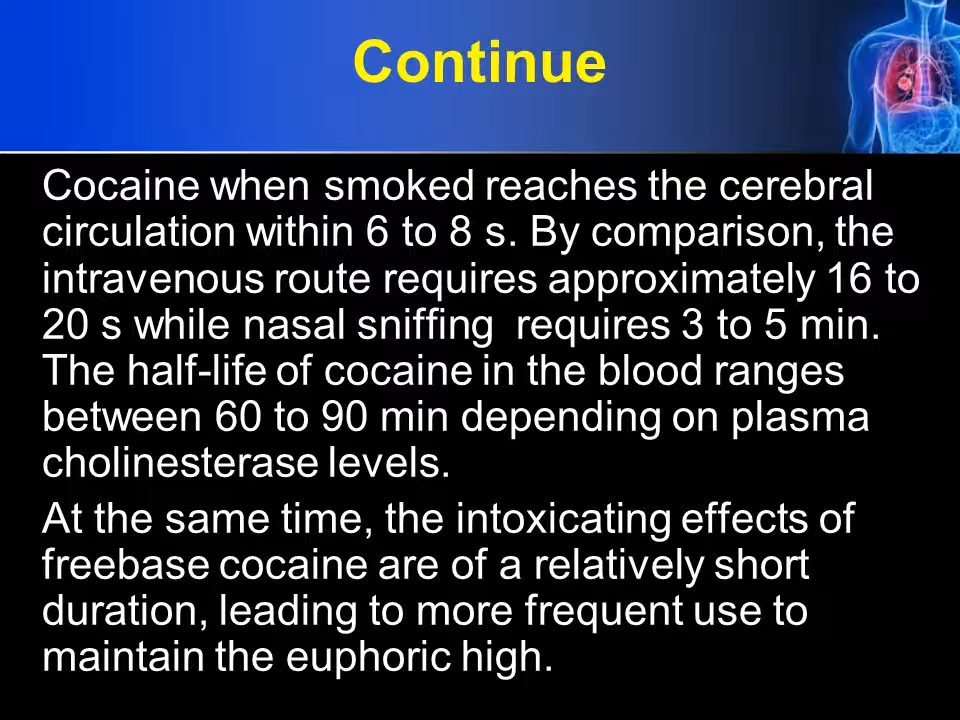 Continue
Cocaine when smoked reaches the cerebral
circulation within 6 to 8 s. By comparison, the
intravenous route requires approximately 16 to
20 s while nasal sniffing  requires 3 to 5 min.
The half-life of cocaine in the blood ranges
between 60 to 90 min depending on plasma
cholinesterase levels.
At the same time, the intoxicating effects of
freebase cocaine are of a relatively short
duration, leading to more frequent use to
maintain the euphoric high.